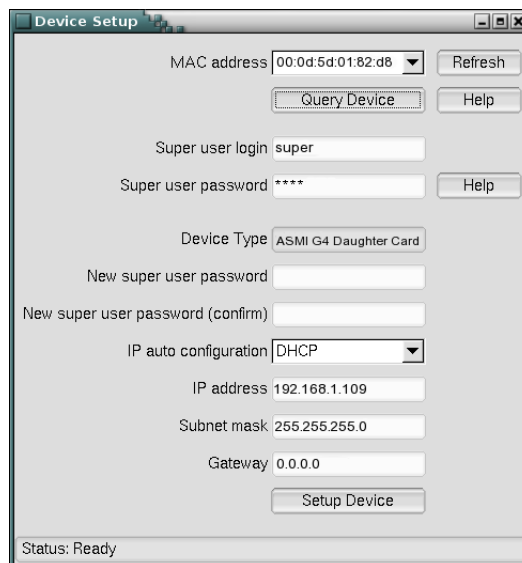 Device Setup
MAC address 00:0d:5d:01:82:d8 Refresh
Query Device Help
Super user login super
Super user password **** Help
Device Type ASMI G4 Daughter Card
New super user password
New super user password (confirm)
IP auto configuration DHCP
IP address 192.168.1.109
Subnet mask 255.255.255.0
Gateway 0.0.0.0
Setup Device
Status: Ready